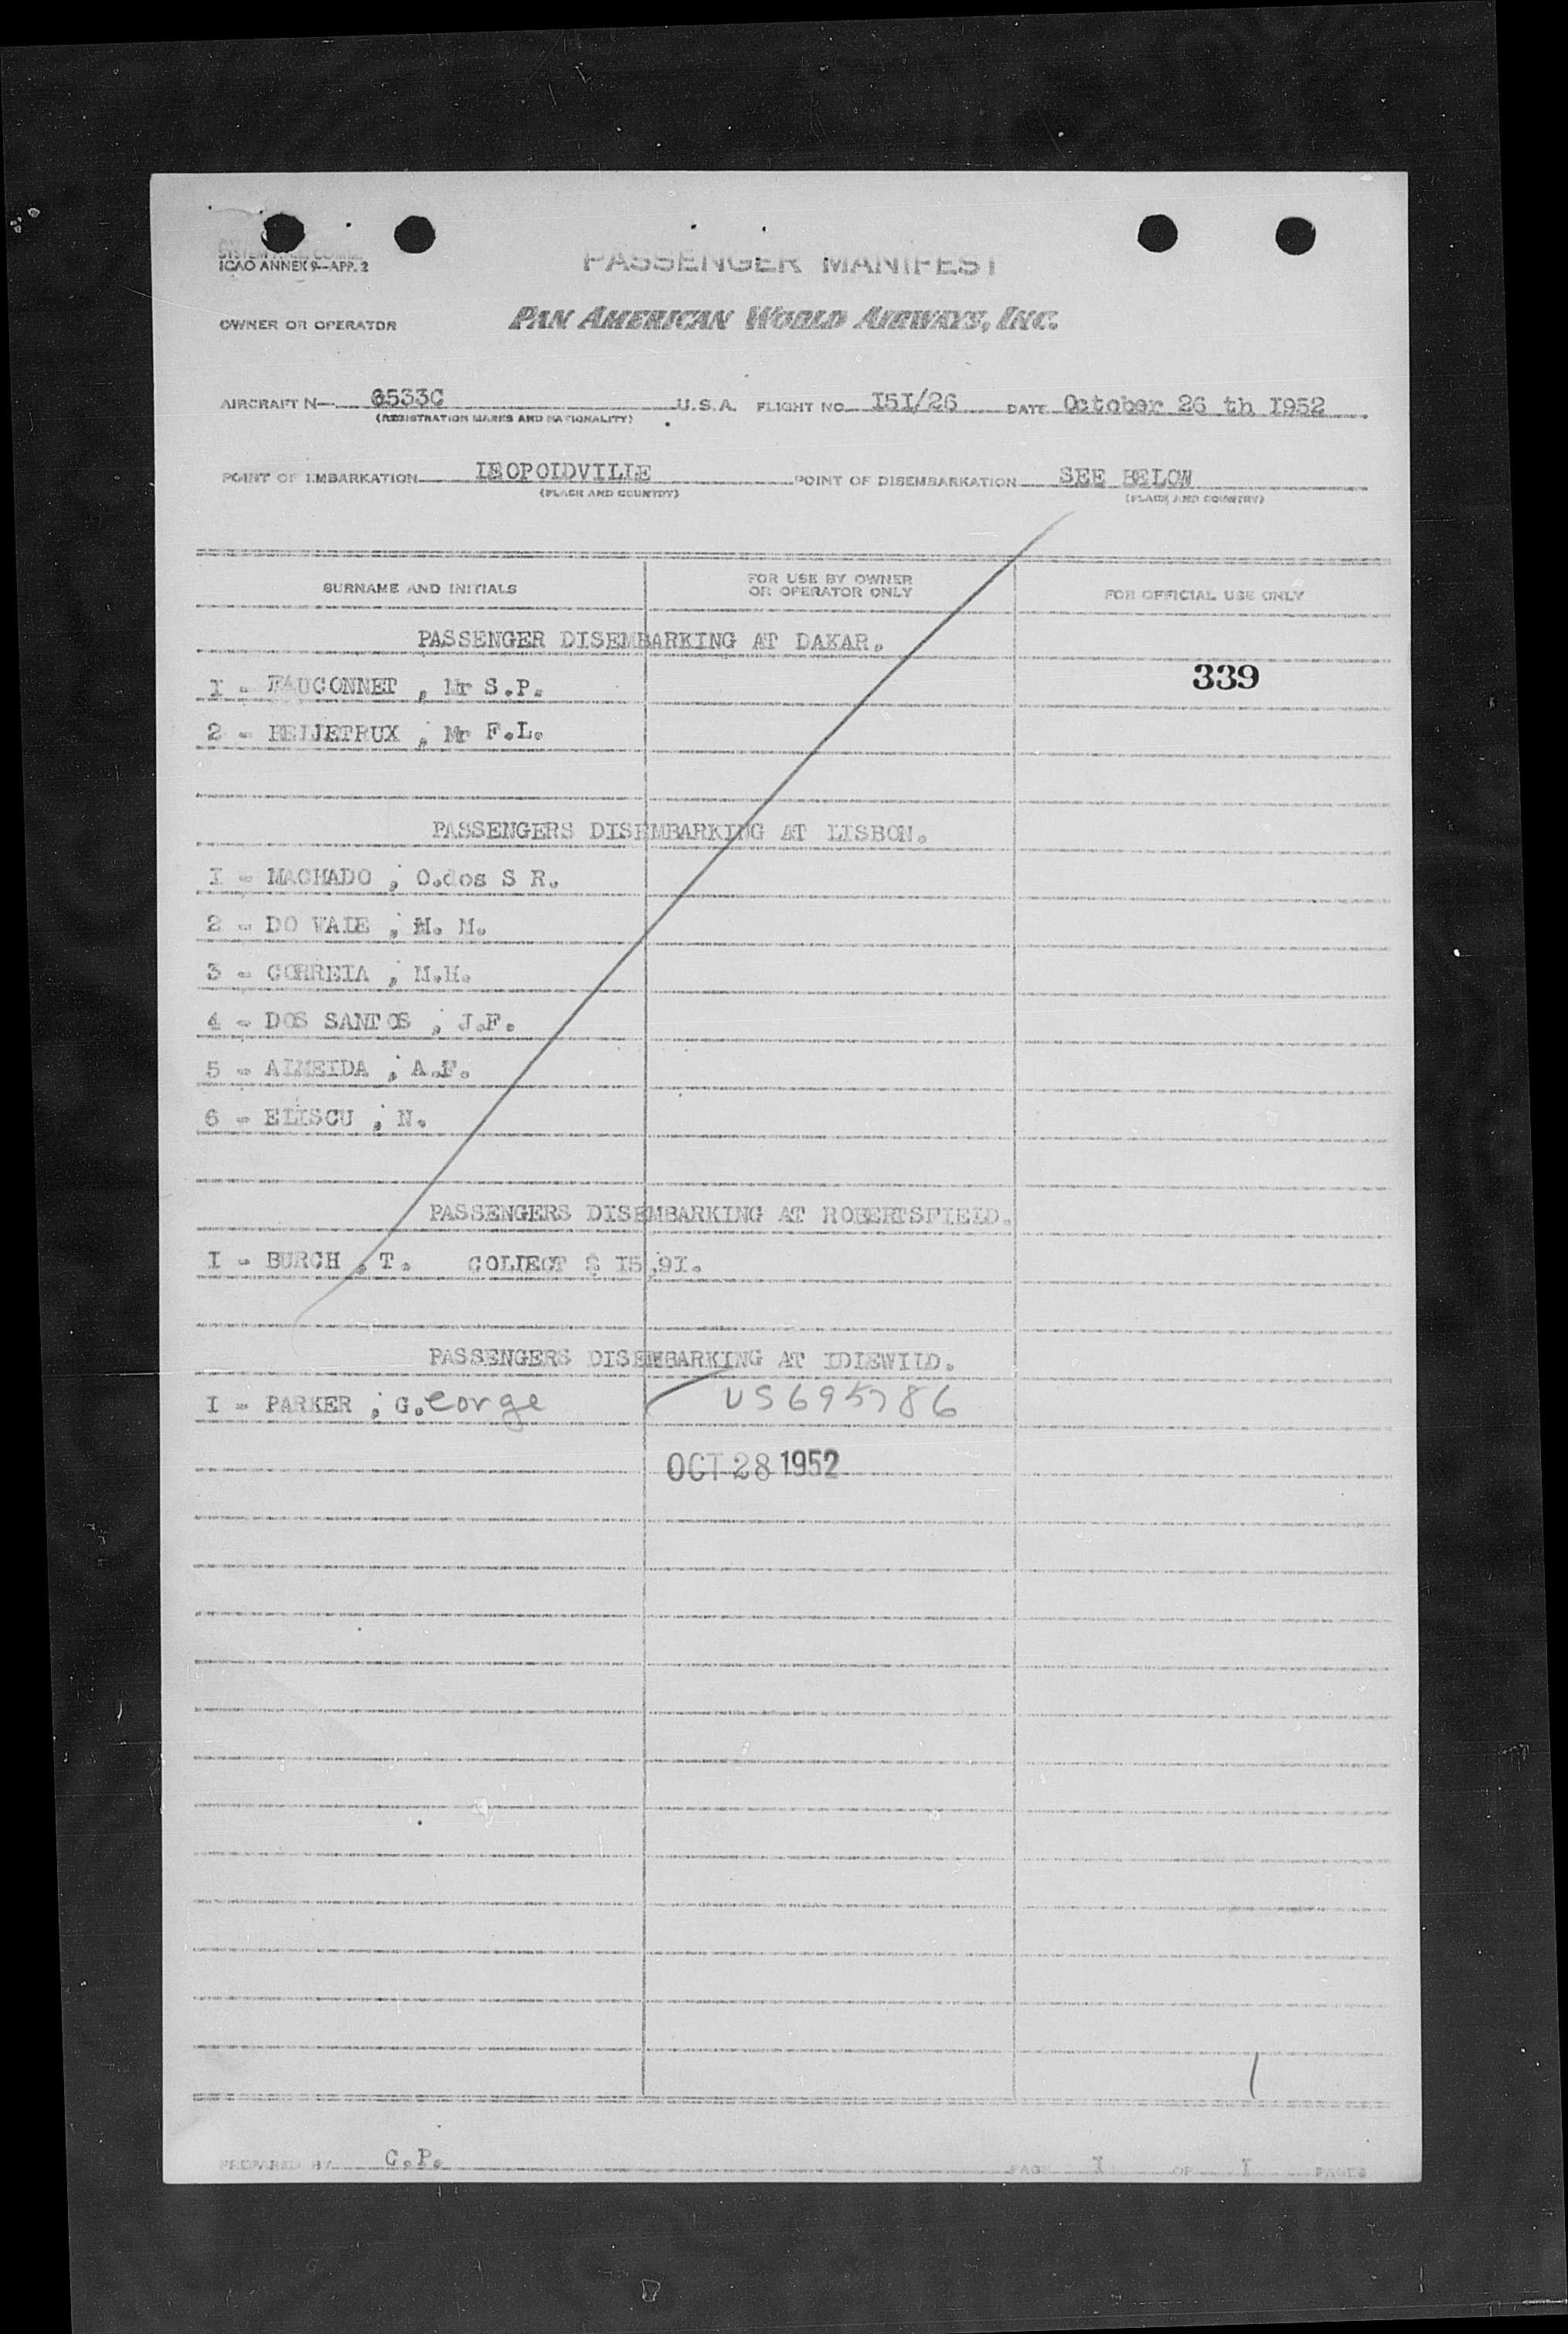 ICAO ANNEX 9—APP. 2
PASSENGER MANIFEST
OWNER OR OPERATOR PAN AMERICAN WORLD AIRWAYS, INC.
AIRCRAFT N— 6533C U.S.A. FLIGHT NO. I5I/26 DATE October 26 th I952
(REGISTRATION MARKS AND NATIONALITY)
POINT OF EMBARKATION LEOPOLDVILLE POINT OF DISEMBARKATION SEE BELOW
(PLACE AND COUNTRY) (PLACE AND COUNTRY)
SURNAME AND INITIALS FOR USE BY OWNER OR OPERATOR ONLY FOR OFFICIAL USE ONLY
PASSENGER DISEMBARKING AT DAKAR.
339
I - FAUCONNET , Mr S.P.
2 - , Mr F.L.
PASSENGERS DISEMBARKING AT LISBON.
I - MACHADO , O.dos S R.
2 - DO VALE , M. M.
3 - CORREIA , M.H.
4 - DOS SANTOS , J.F.
5 - ALMEIDA , A.F.
6 - ELISCU , N.
PASSENGERS DISEMBARKING AT ROBERTSFIELD.
I - BURCH , T. COLLECT $ I5,9I.
PASSENGERS DISEMBARKING AT IDLEWILD.
I - PARKER , G.eorge US695786
OCT 28 1952
PREPARED BY C.P. PAGE I OF I PAGES